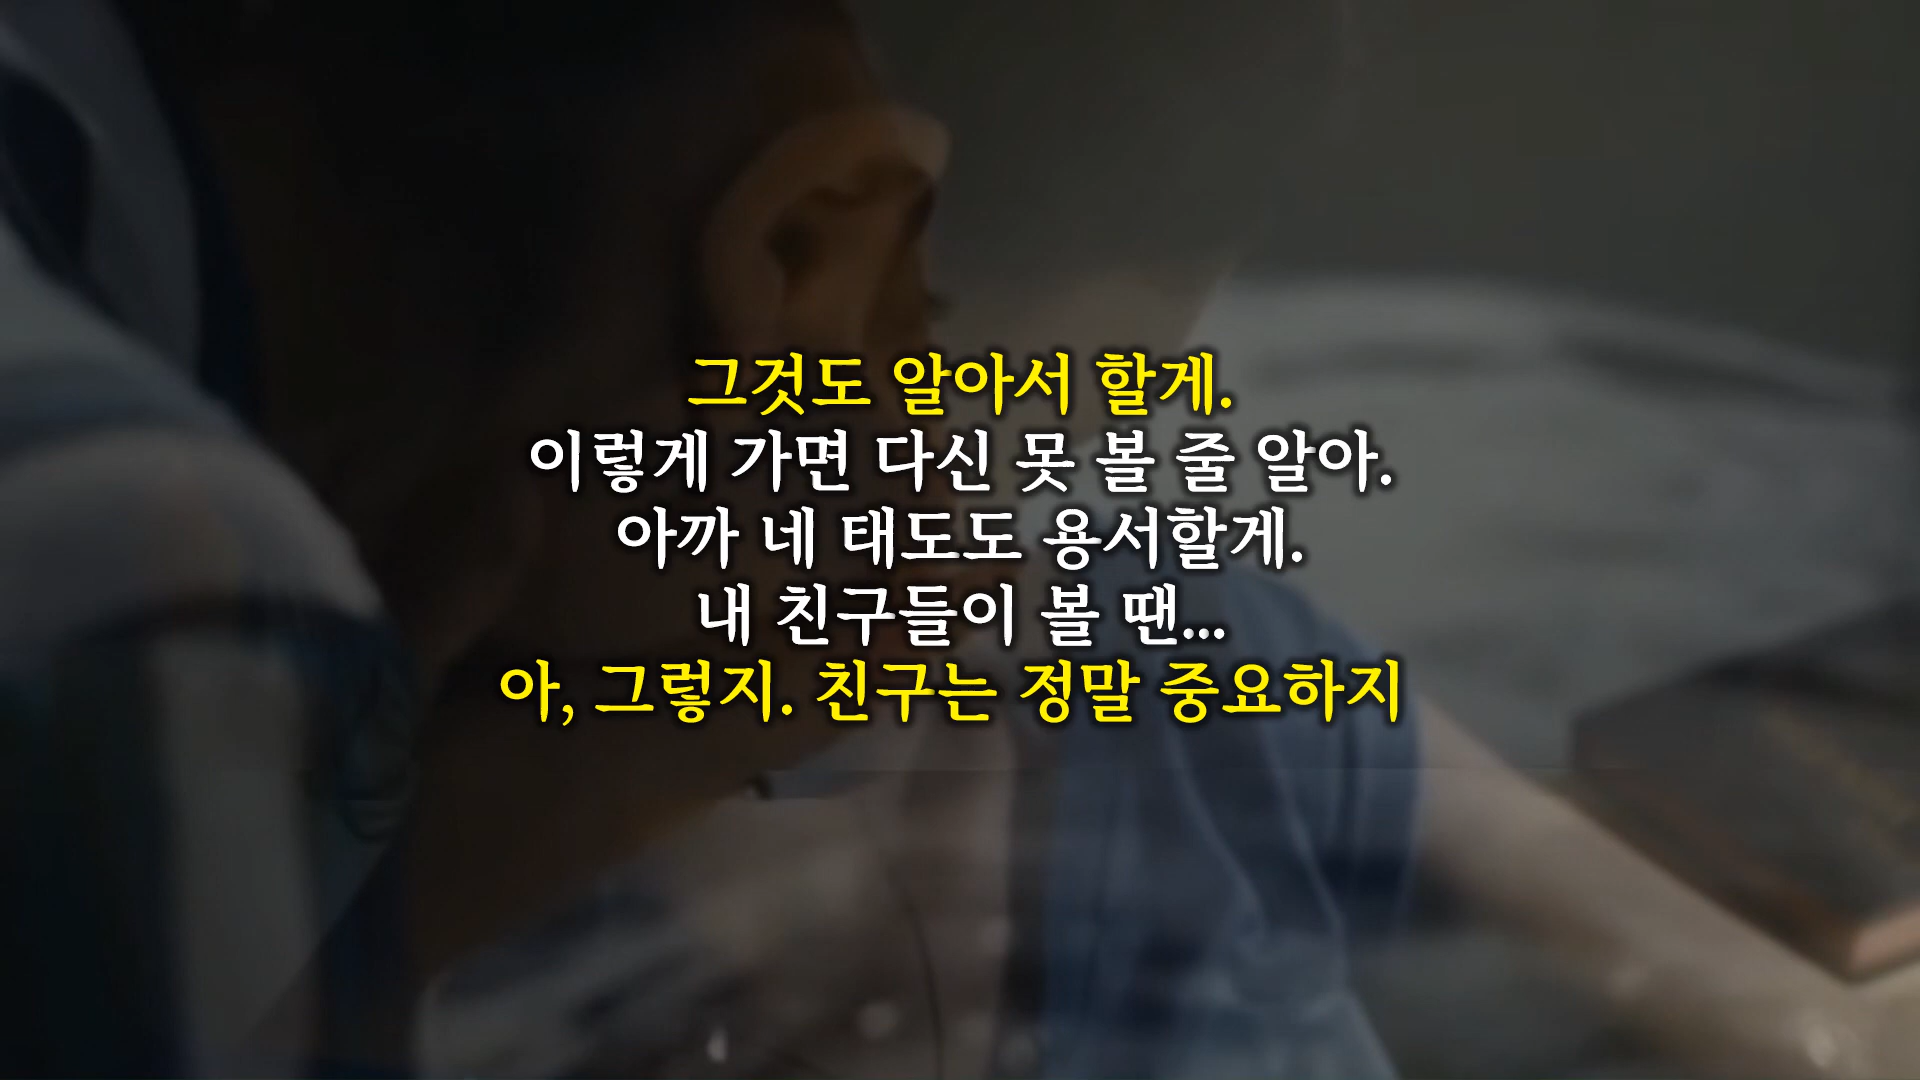 그것도 알아서 할게.
이렇게 가면 다신 못 볼 줄 알아.
아까 네 태도도 용서할게.
내 친구들이 볼 땐...
아, 그렇지. 친구는 정말 중요하지